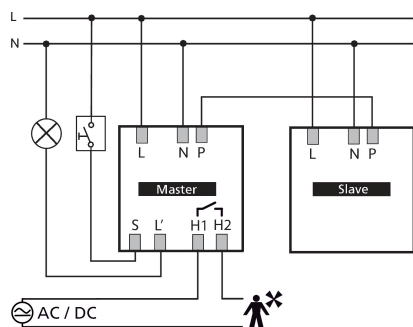 L
N
L N P L N P
Master Slave
S L' H1 H2
AC / DC